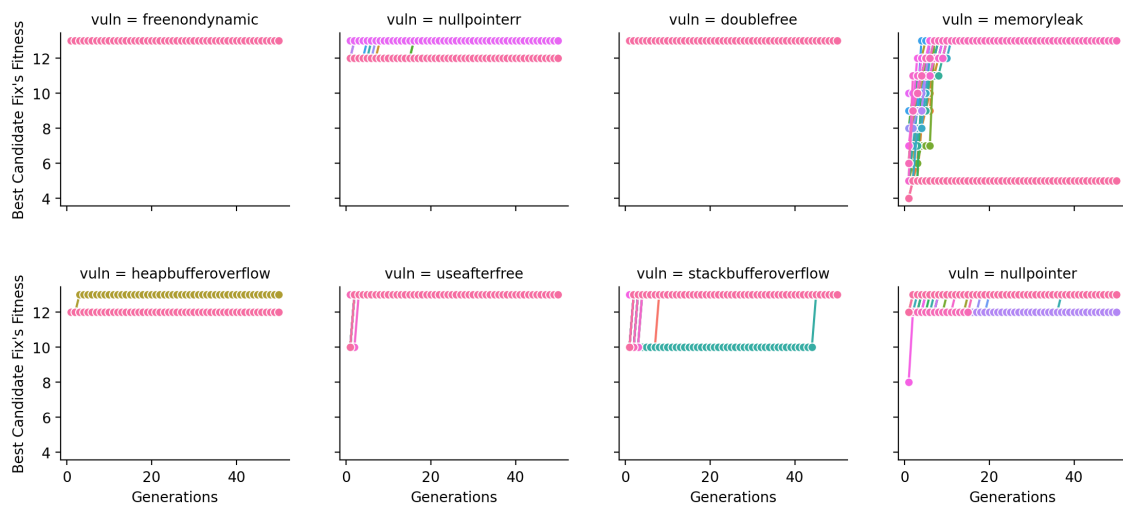 vuln = freenondynamic
vuln = nullpointerr
vuln = doublefree
vuln = memoryleak
Best Candidate Fix's Fitness
12
10
8
6
4
vuln = heapbufferoverflow
vuln = useafterfree
vuln = stackbufferoverflow
vuln = nullpointer
Best Candidate Fix's Fitness
12
10
8
6
4
0 20 40
0 20 40
0 20 40
0 20 40
Generations
Generations
Generations
Generations